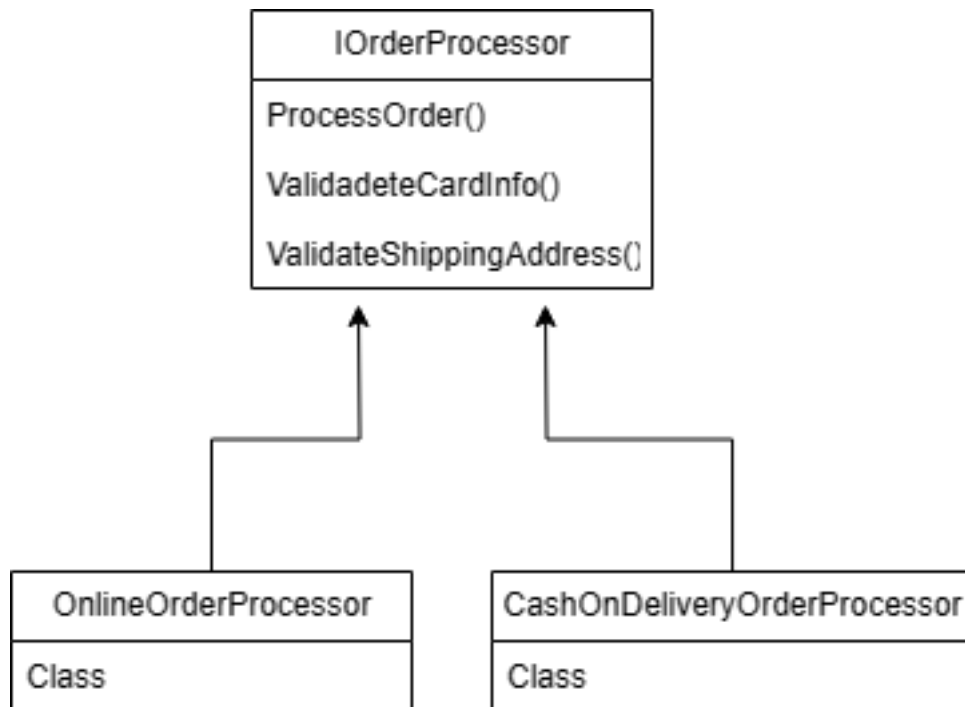 IOrderProcessor
ProcessOrder()
ValidadeteCardInfo()
ValidateShippingAddress()
OnlineOrderProcessor
Class
CashOnDeliveryOrderProcessor
Class